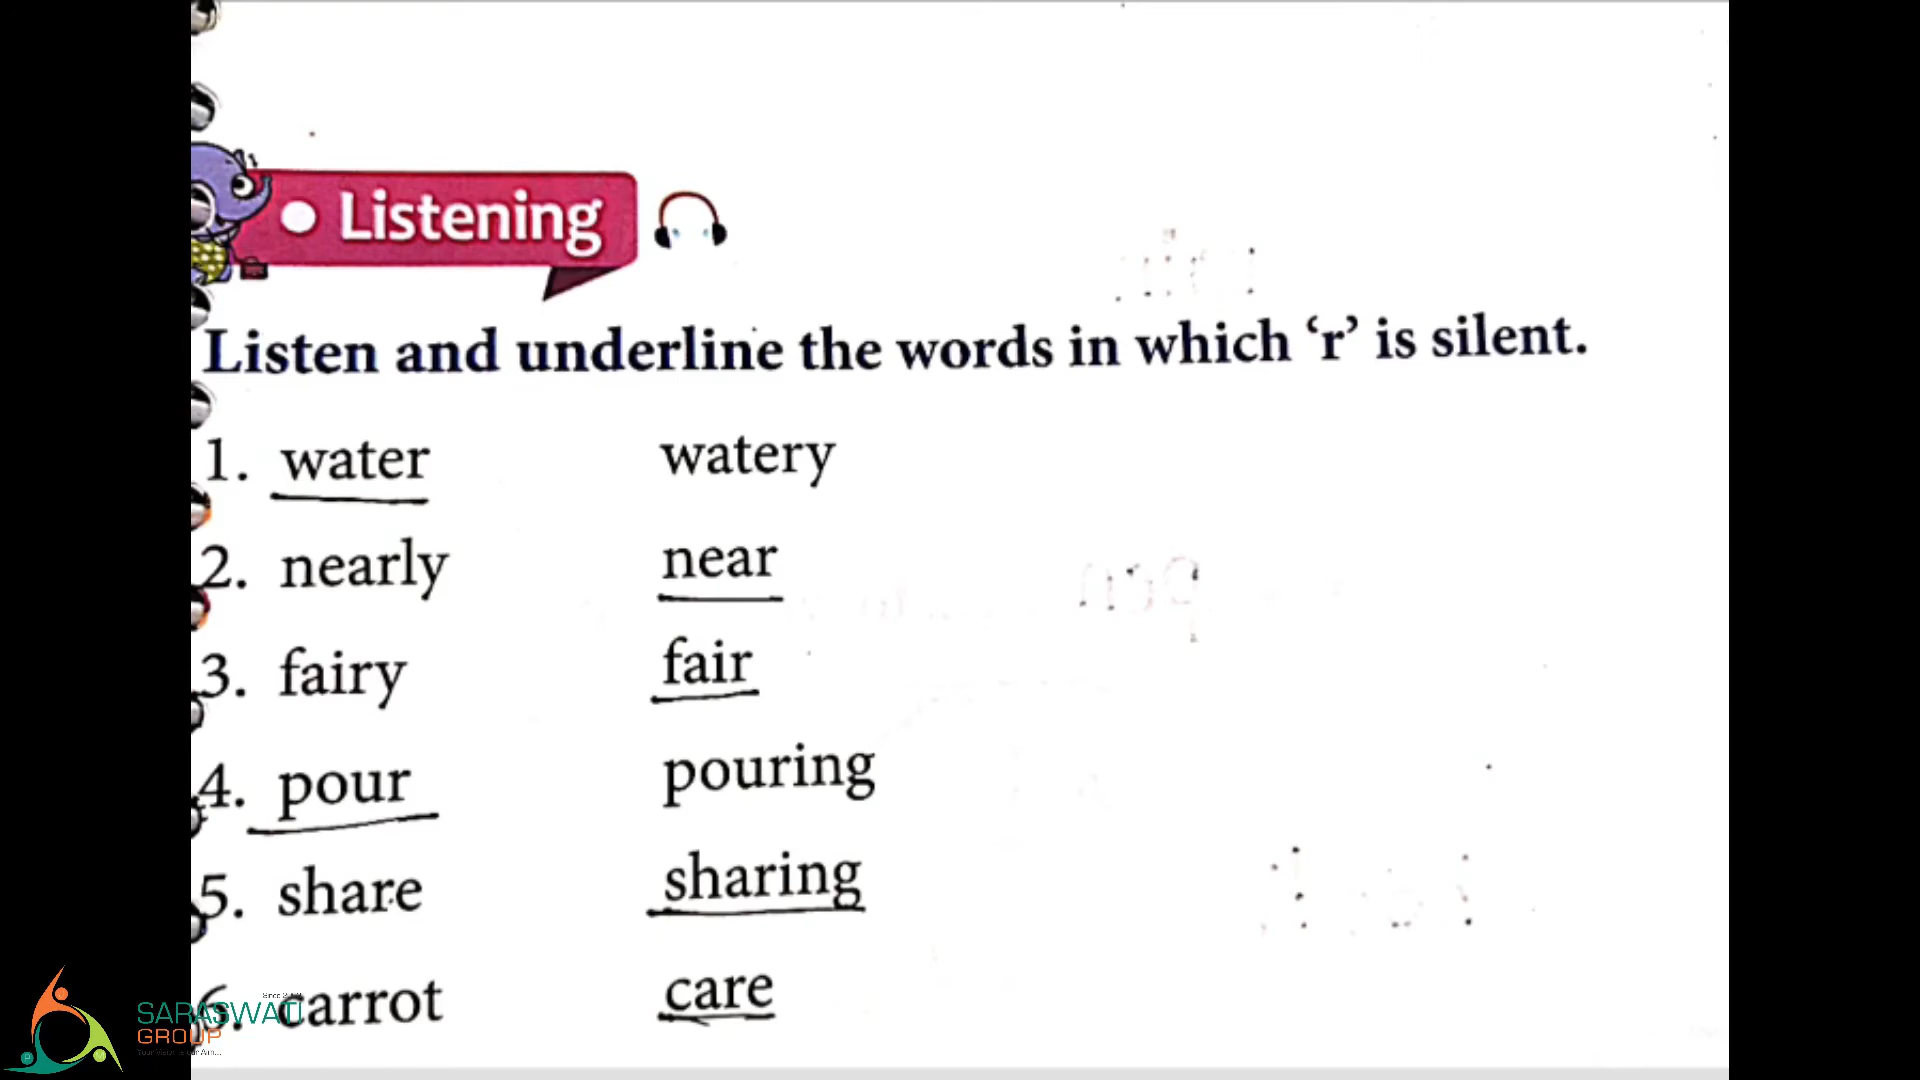 Listening
Listen and underline the words in which ‘r’ is silent.
1. water watery
2. nearly near
3. fairy fair
4. pour pouring
5. share sharing
6. carrot care
SARASWATI
GROUP